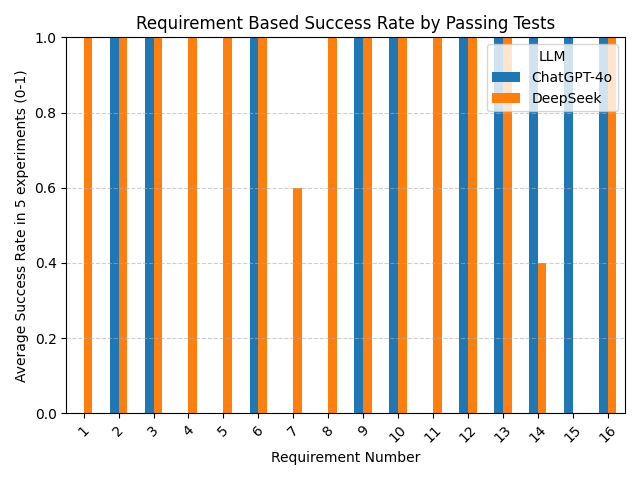 Requirement Based Success Rate by Passing Tests
Average Success Rate in 5 experiments (0-1)
1.0
0.8
0.6
0.4
0.2
0.0
LLM
ChatGPT-4o
DeepSeek
1 2 3 4 5 6 7 8 9 10 11 12 13 14 15 16
Requirement Number